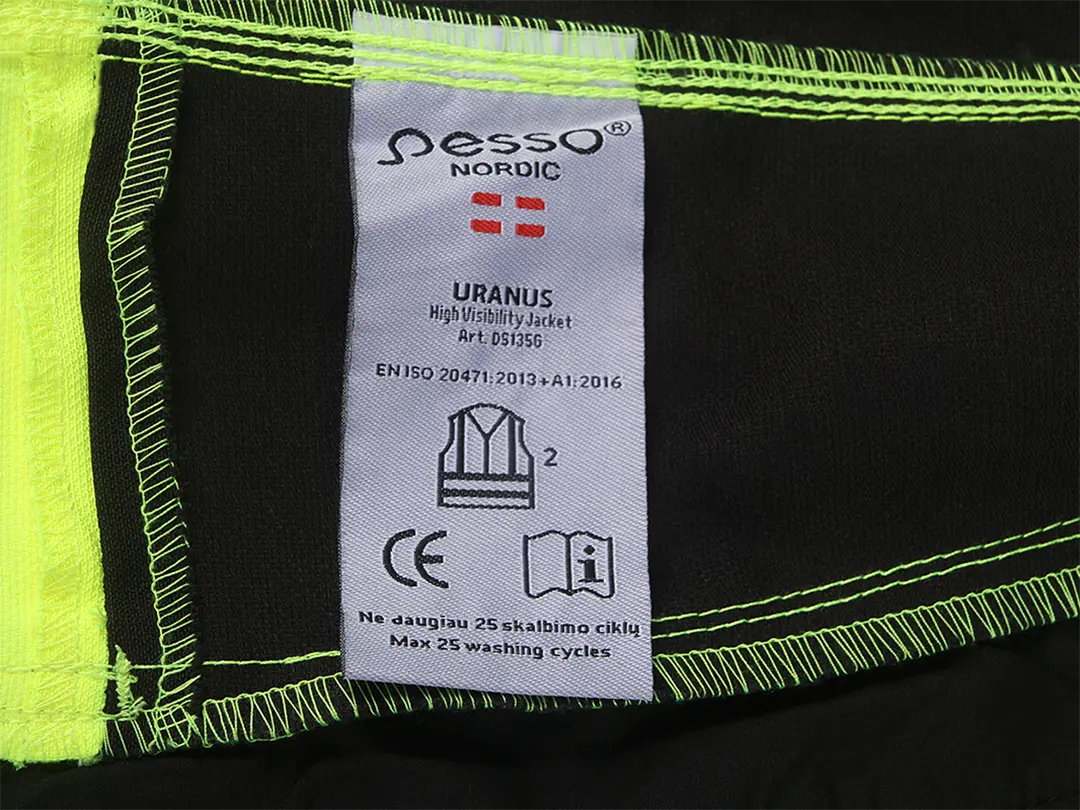 Pesso®
NORDIC
URANUS
High Visibility Jacket
Art. DS135G
EN ISO 20471:2013+A1:2016
2
CE
i
Ne daugiau 25 skalbimo ciklų
Max 25 washing cycles